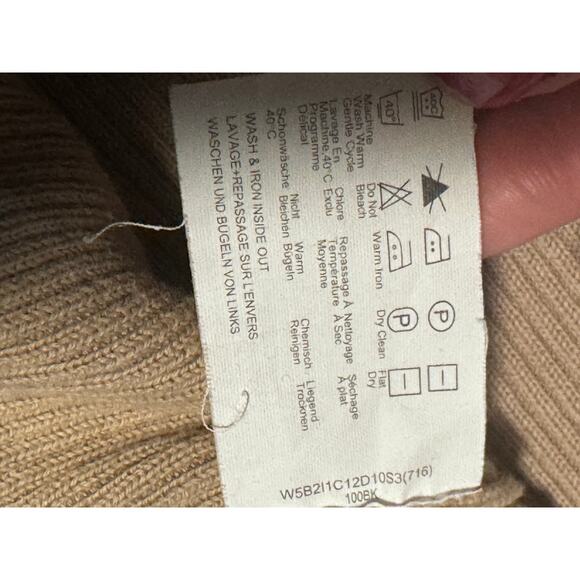 40C
40°
P
P
Machine
Wash Warm
Gentle Cycle
Do Not
Bleach
Warm Iron
Dry Clean
Flat
Dry
Lavage En
Machine,40°C
Programme
Délicat
Chlore
Exclu
Repassage À
Température
Moyenne
Nettoyage
À Sec
Séchage
À plat
Schonwäsche
40°C
Nicht
Bleichen
Warm
Bügeln
Chemisch
Reinigen
Liegend
Trocknen
WASH & IRON INSIDE OUT
LAVAGE+REPASSAGE SUR L'ENVERS
WASCHEN UND BÜGELN VON LINKS
W5B2I1C12D10S3(716)
100BK